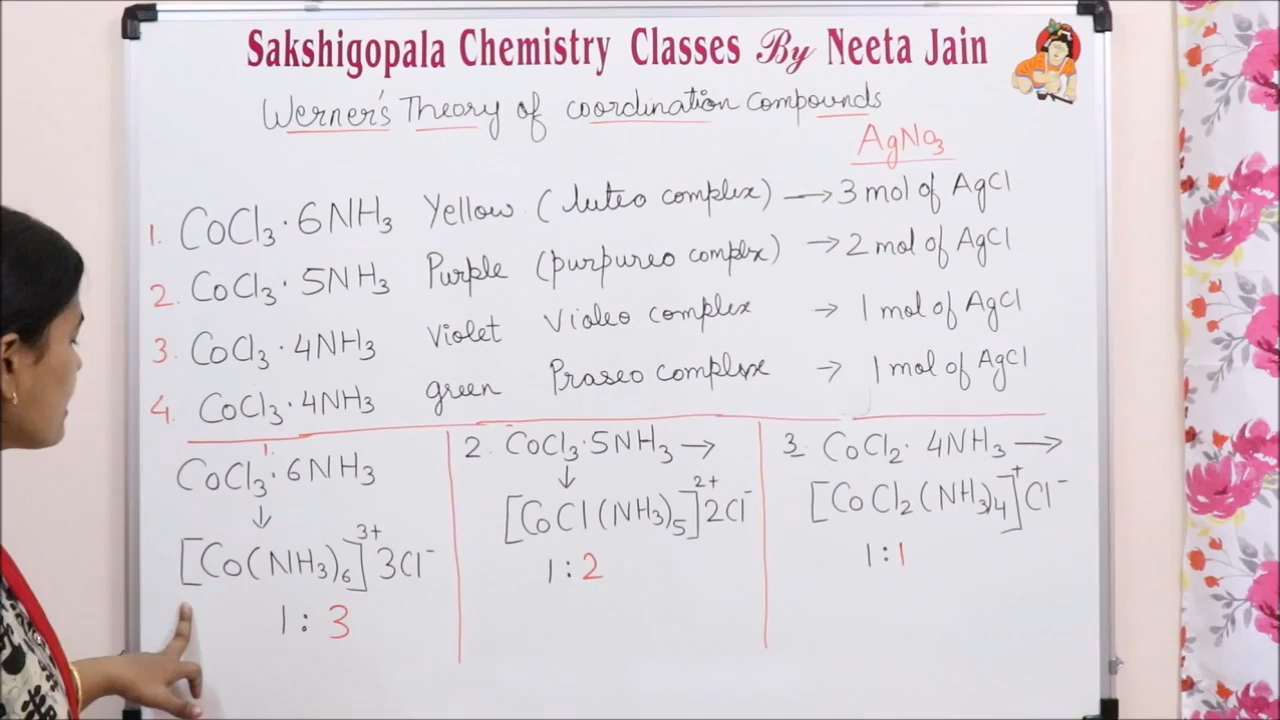 Sakshigopala Chemistry Classes By Neeta Jain
Werner's Theory of coordination compounds
AgNO₃
1. CoCl₃·6NH₃ Yellow (luteo complex) → 3 mol of AgCl
2. CoCl₃·5NH₃ Purple (purpureo complex) → 2 mol of AgCl
3. CoCl₃·4NH₃ Violet Violeo complex → 1 mol of AgCl
4. CoCl₃·4NH₃ green Praseo complex → 1 mol of AgCl
1.
CoCl₃·6NH₃
↓
[Co(NH₃)₆]³⁺3Cl⁻
1 : 3
2. CoCl₃·5NH₃ →
↓
[CoCl(NH₃)₅]²⁺2Cl⁻
1 : 2
3. CoCl₂·4NH₃ →
[CoCl₂(NH₃)₄]⁺Cl⁻
1 : 1